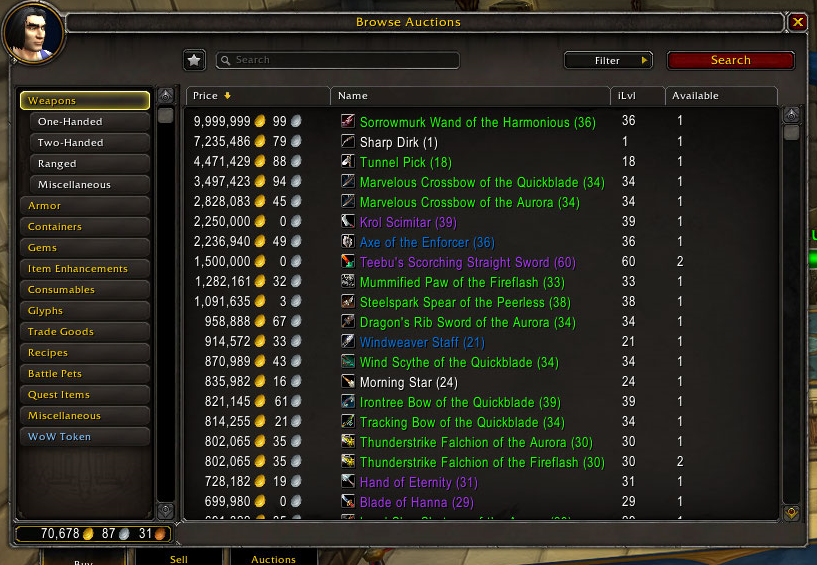 Browse Auctions
Search
Filter
Search
Weapons
One-Handed
Two-Handed
Ranged
Miscellaneous
Armor
Containers
Gems
Item Enhancements
Consumables
Glyphs
Trade Goods
Recipes
Battle Pets
Quest Items
Miscellaneous
WoW Token
Price Name iLvl Available
9,999,999 99 Sorrowmurk Wand of the Harmonious (36) 36 1
7,235,486 79 Sharp Dirk (1) 1 1
4,471,429 88 Tunnel Pick (18) 18 1
3,497,423 94 Marvelous Crossbow of the Quickblade (34) 34 1
2,828,083 45 Marvelous Crossbow of the Aurora (34) 34 1
2,250,000 0 Krol Scimitar (39) 39 1
2,236,940 49 Axe of the Enforcer (36) 36 1
1,500,000 0 Teebu's Scorching Straight Sword (60) 60 2
1,282,161 32 Mummified Paw of the Fireflash (33) 33 1
1,091,635 3 Steelspark Spear of the Peerless (38) 38 1
958,888 67 Dragon's Rib Sword of the Aurora (34) 34 1
914,572 33 Windweaver Staff (21) 21 1
870,989 43 Wind Scythe of the Quickblade (34) 34 1
835,982 16 Morning Star (24) 24 1
821,145 61 Irontree Bow of the Quickblade (39) 39 1
814,255 21 Tracking Bow of the Quickblade (34) 34 1
802,065 35 Thunderstrike Falchion of the Aurora (30) 30 1
802,065 35 Thunderstrike Falchion of the Fireflash (30) 30 2
728,182 19 Hand of Eternity (31) 31 1
699,980 0 Blade of Hanna (29) 29 1
70,678 87 31
Buy Sell Auctions